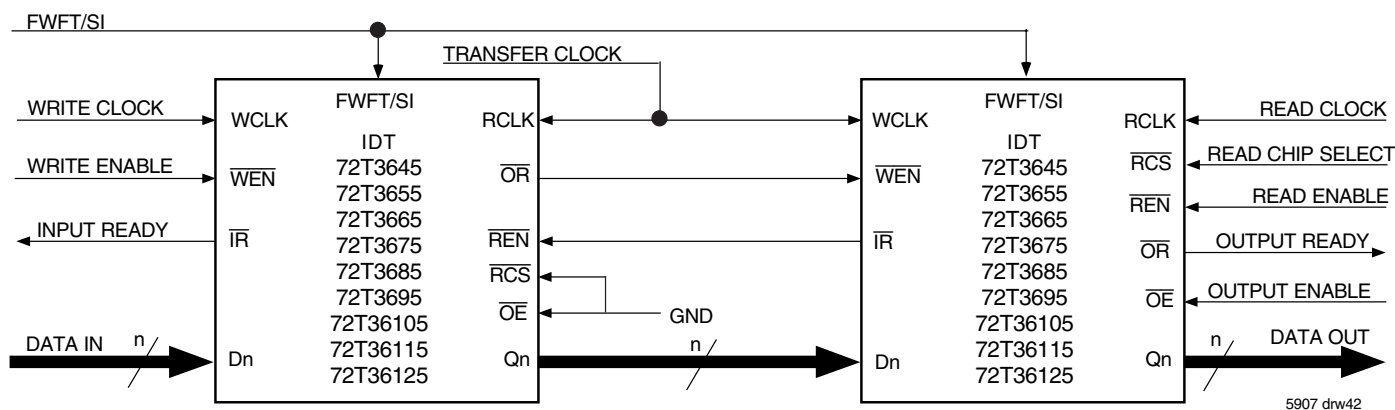 FWFT/SI
TRANSFER CLOCK
WRITE CLOCK
WRITE ENABLE
INPUT READY
DATA IN
n
FWFT/SI
WCLK
WEN
IR
Dn
IDT
72T3645
72T3655
72T3665
72T3675
72T3685
72T3695
72T36105
72T36115
72T36125
RCLK
OR
REN
RCS
OE
Qn
GND
n
FWFT/SI
WCLK
WEN
IR
Dn
IDT
72T3645
72T3655
72T3665
72T3675
72T3685
72T3695
72T36105
72T36115
72T36125
RCLK
RCS
REN
OR
OE
Qn
READ CLOCK
READ CHIP SELECT
READ ENABLE
OUTPUT READY
OUTPUT ENABLE
n
DATA OUT
5907 drw42